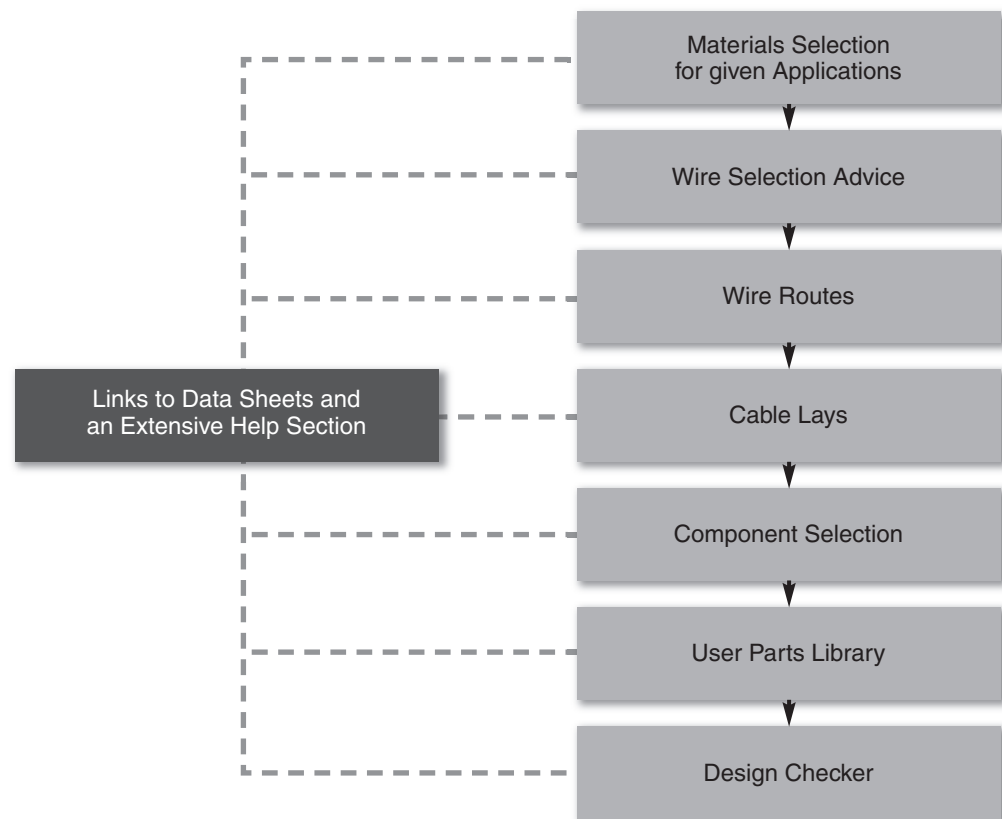 Materials Selection
for given Applications
Wire Selection Advice
Wire Routes
Links to Data Sheets and
an Extensive Help Section
Cable Lays
Component Selection
User Parts Library
Design Checker